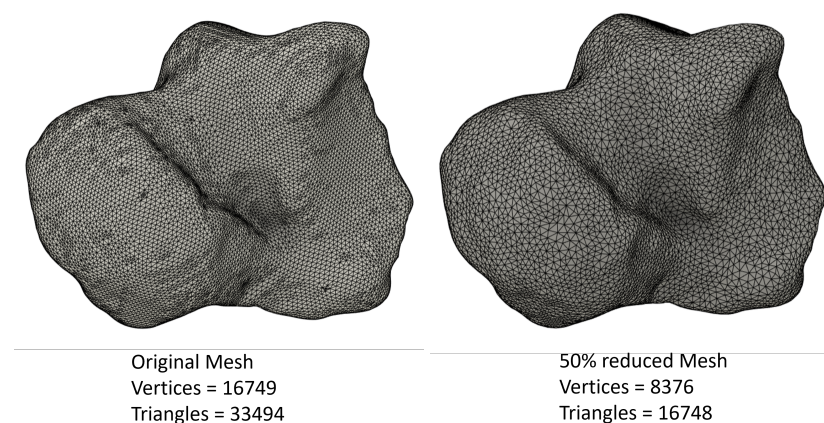 Original Mesh
Vertices = 16749
Triangles = 33494
50% reduced Mesh
Vertices = 8376
Triangles = 16748